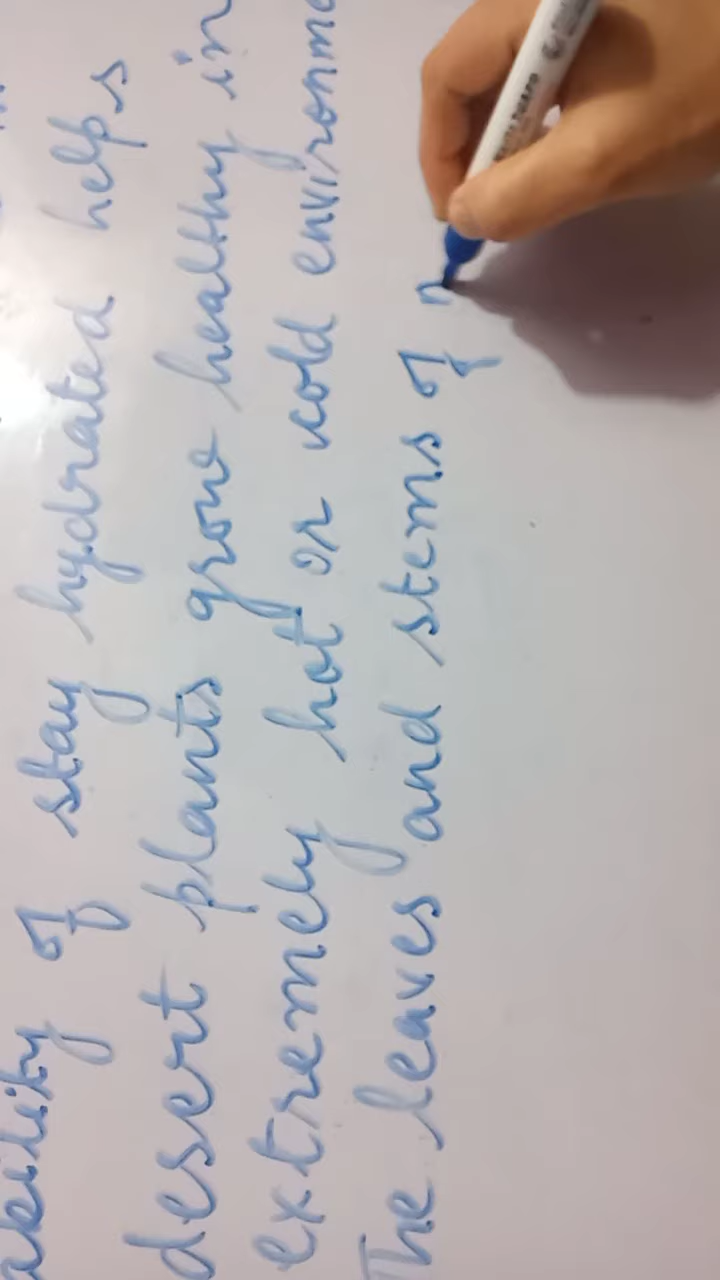 ability of stay hydrated helps
desert plants grow healthy in
extremely hot or cold environme
The leaves and stems of